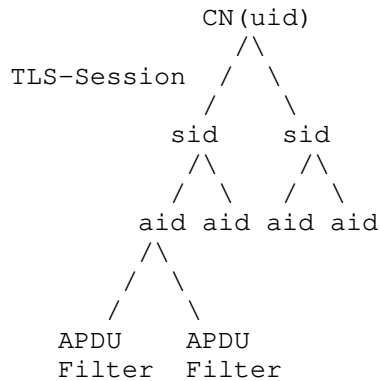 CN(uid)
TLS-Session
sid sid
aid aid aid aid
APDU APDU
Filter Filter